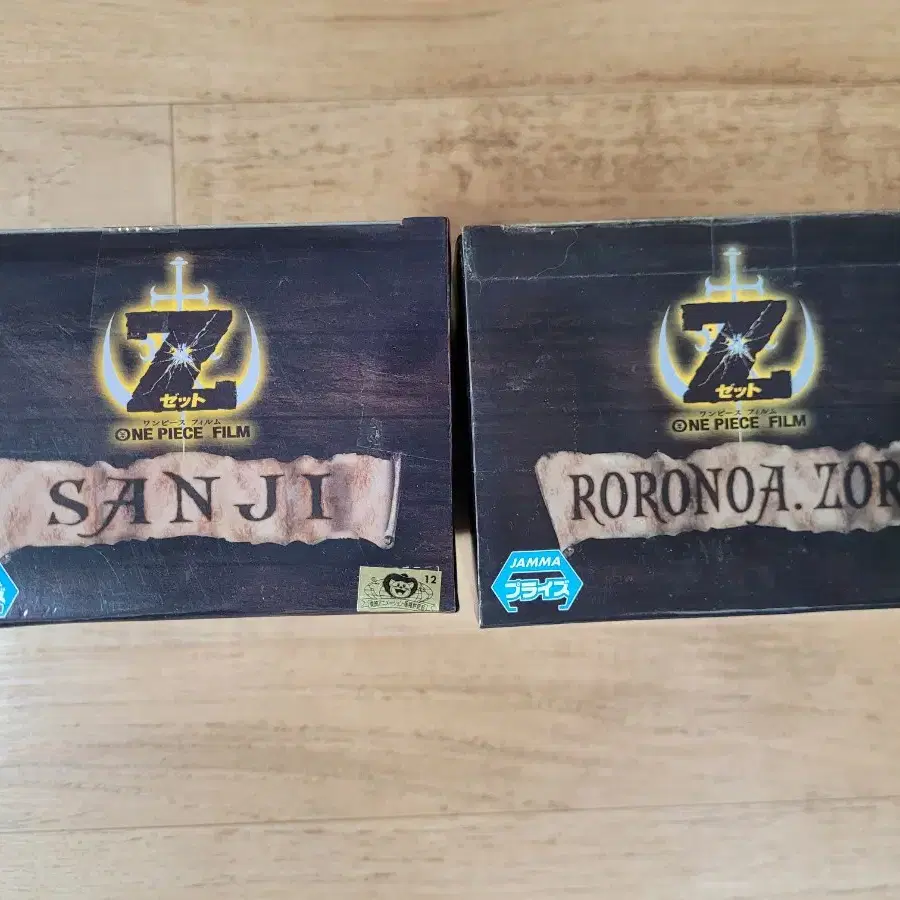 Z
ゼット
ワンピース フィルム
ONE PIECE FILM
SANJI
12
Z
ゼット
ワンピース フィルム
ONE PIECE FILM
RORONOA.ZOR
JAMMA
プライズ